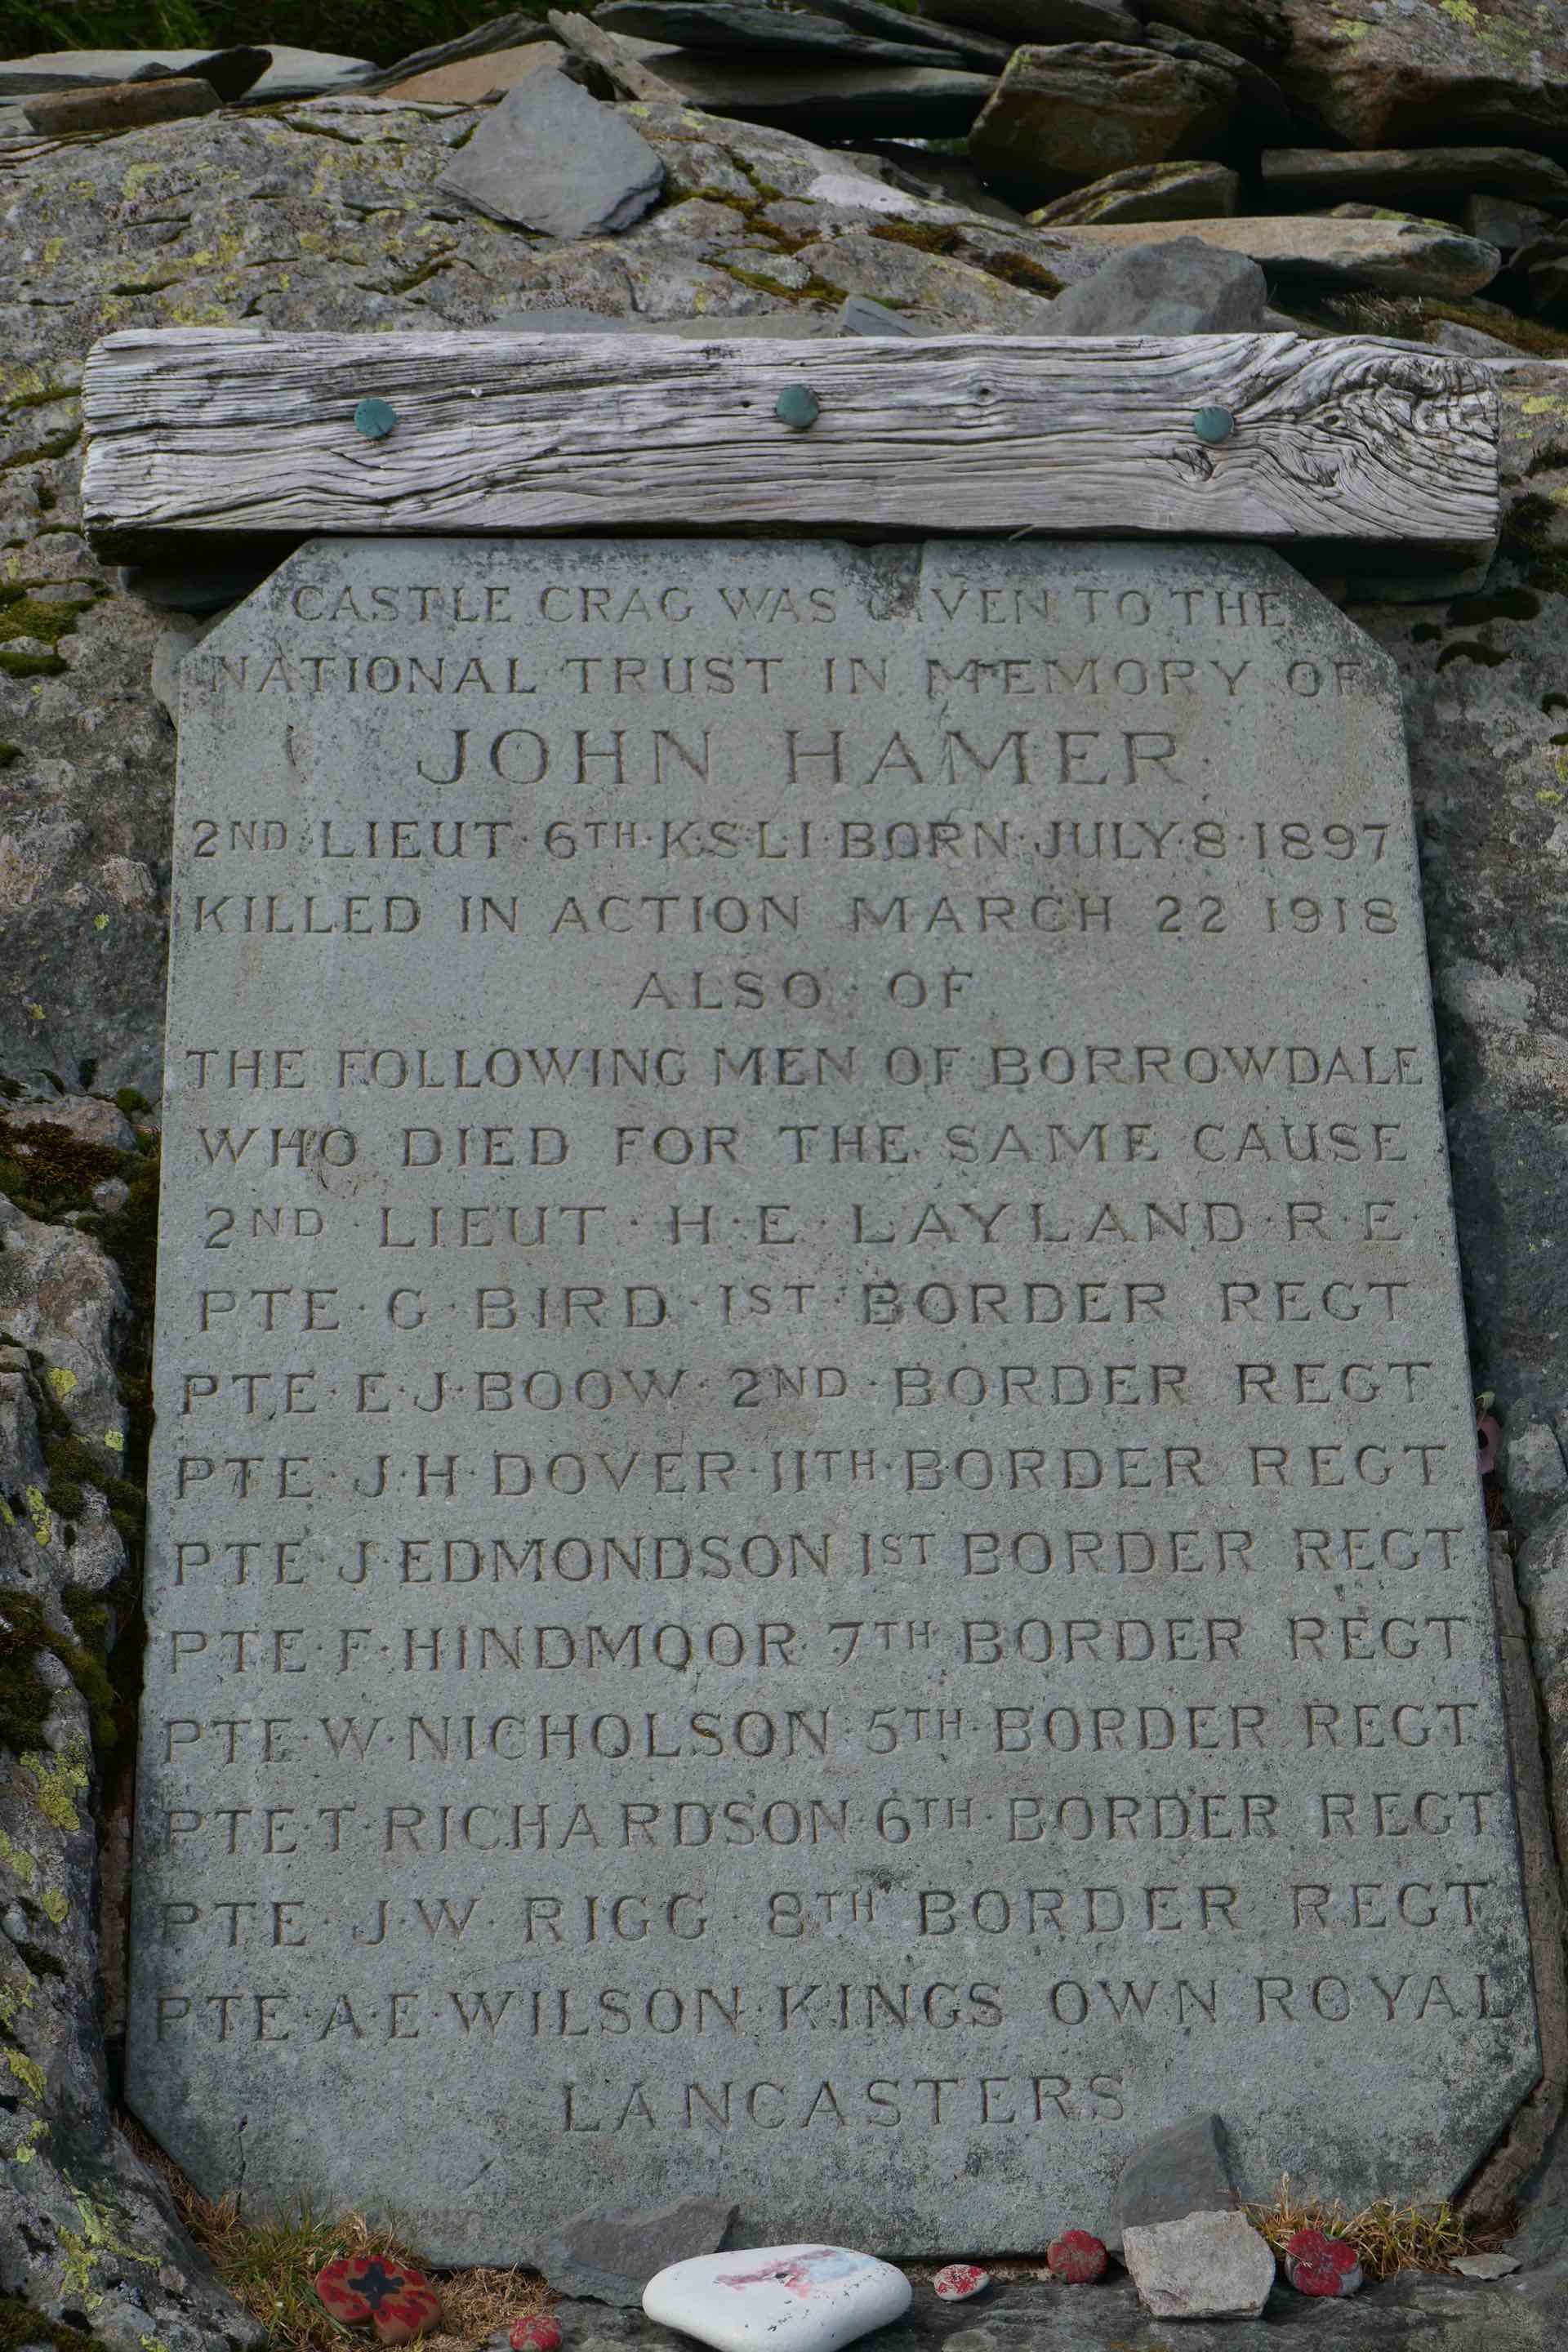 CASTLE CRAG WAS GIVEN TO THE
NATIONAL TRUST IN MEMORY OF
JOHN HAMER
2ND LIEUT · 6TH · K·S·L·I · BORN · JULY · 8 · 1897
KILLED IN ACTION MARCH 22 1918
ALSO OF
THE FOLLOWING MEN OF BORROWDALE
WHO DIED FOR THE SAME CAUSE
2ND · LIEUT · H · E · LAYLAND · R · E
PTE · G · BIRD · 1ST · BORDER REGT
PTE · E · J · BOOW · 2ND · BORDER REGT
PTE · J · H · DOVER · 11TH · BORDER REGT
PTE · J · EDMONDSON 1ST BORDER REGT
PTE · F · HINDMOOR 7TH · BORDER REGT
PTE · W · NICHOLSON · 5TH · BORDER REGT
PTE · T · RICHARDSON · 6TH · BORDER REGT
PTE · J · W · RIGG · 8TH · BORDER REGT
PTE · A · E · WILSON · KINGS OWN ROYAL
LANCASTERS